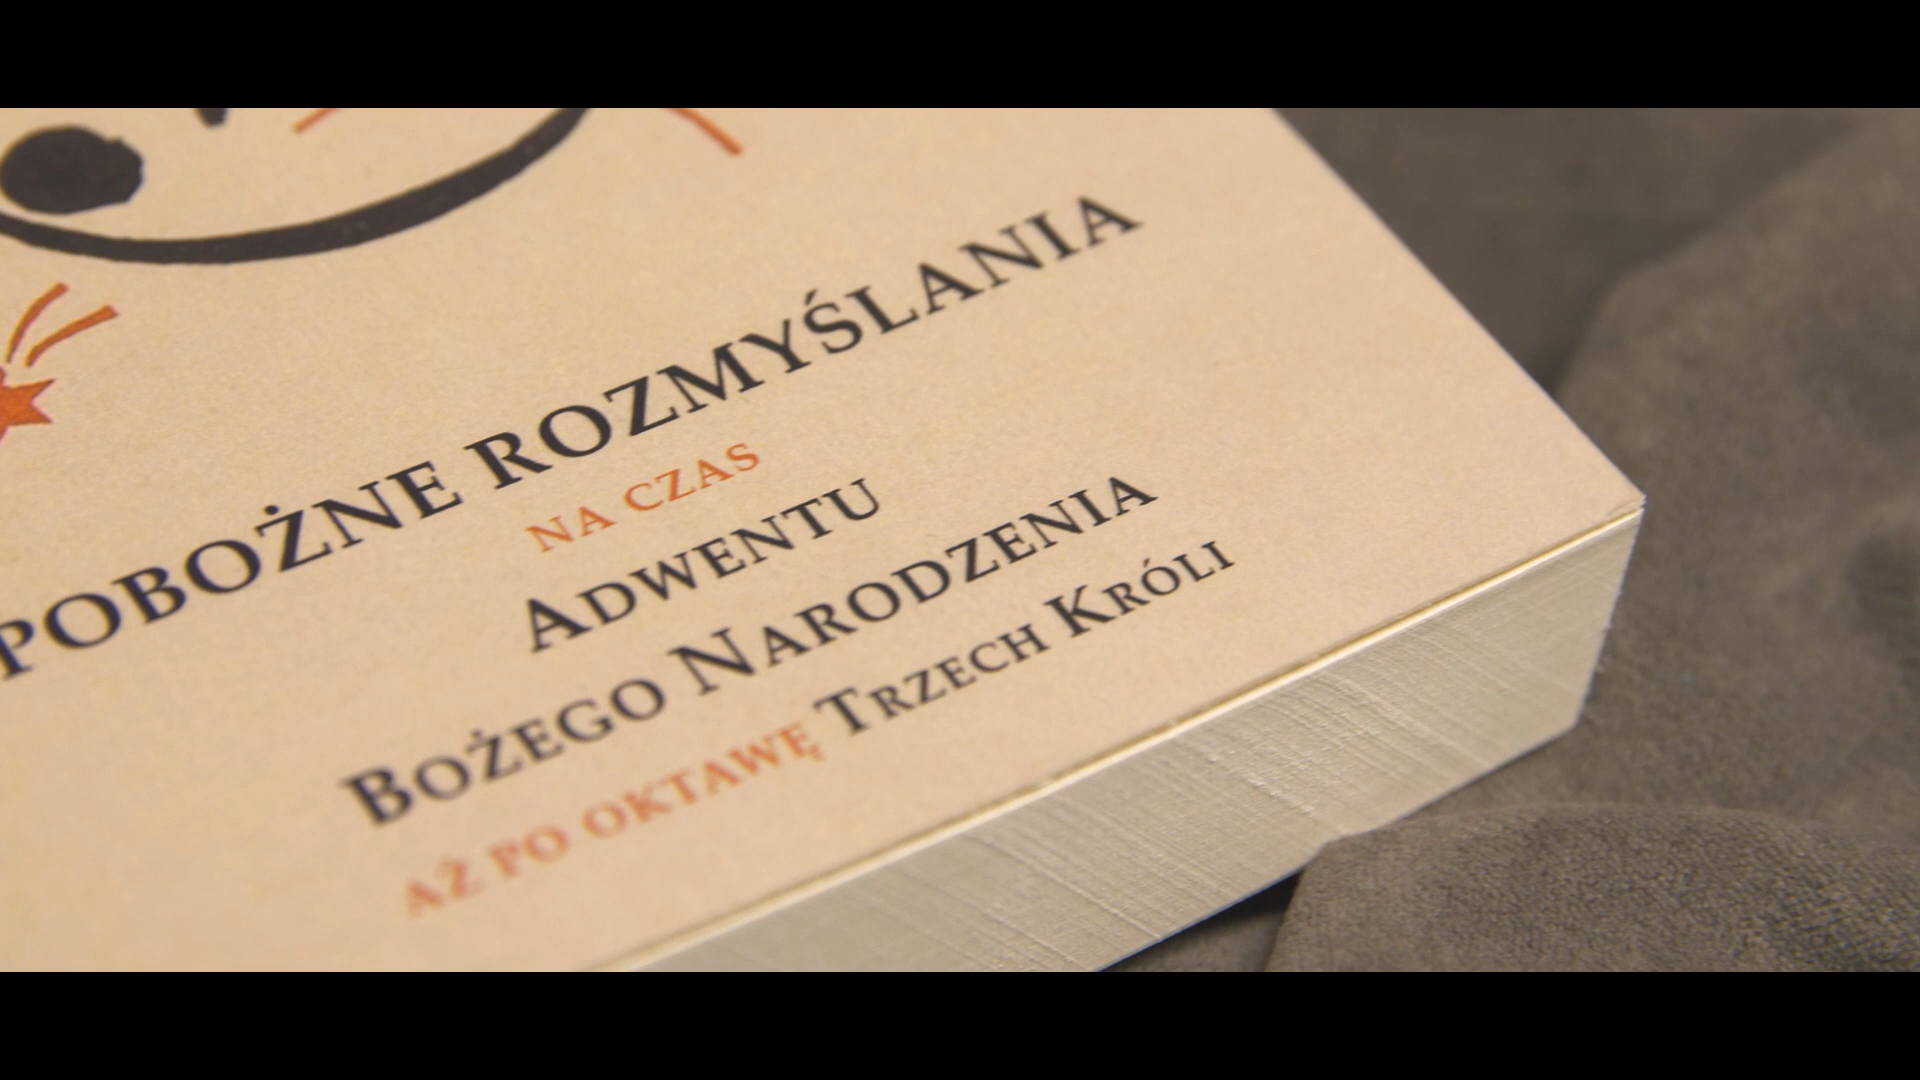 POBOŻNE ROZMYŚLANIA
NA CZAS
ADWENTU
BOŻEGO NARODZENIA
AŻ PO OKTAWĘ TRZECH KRÓLI